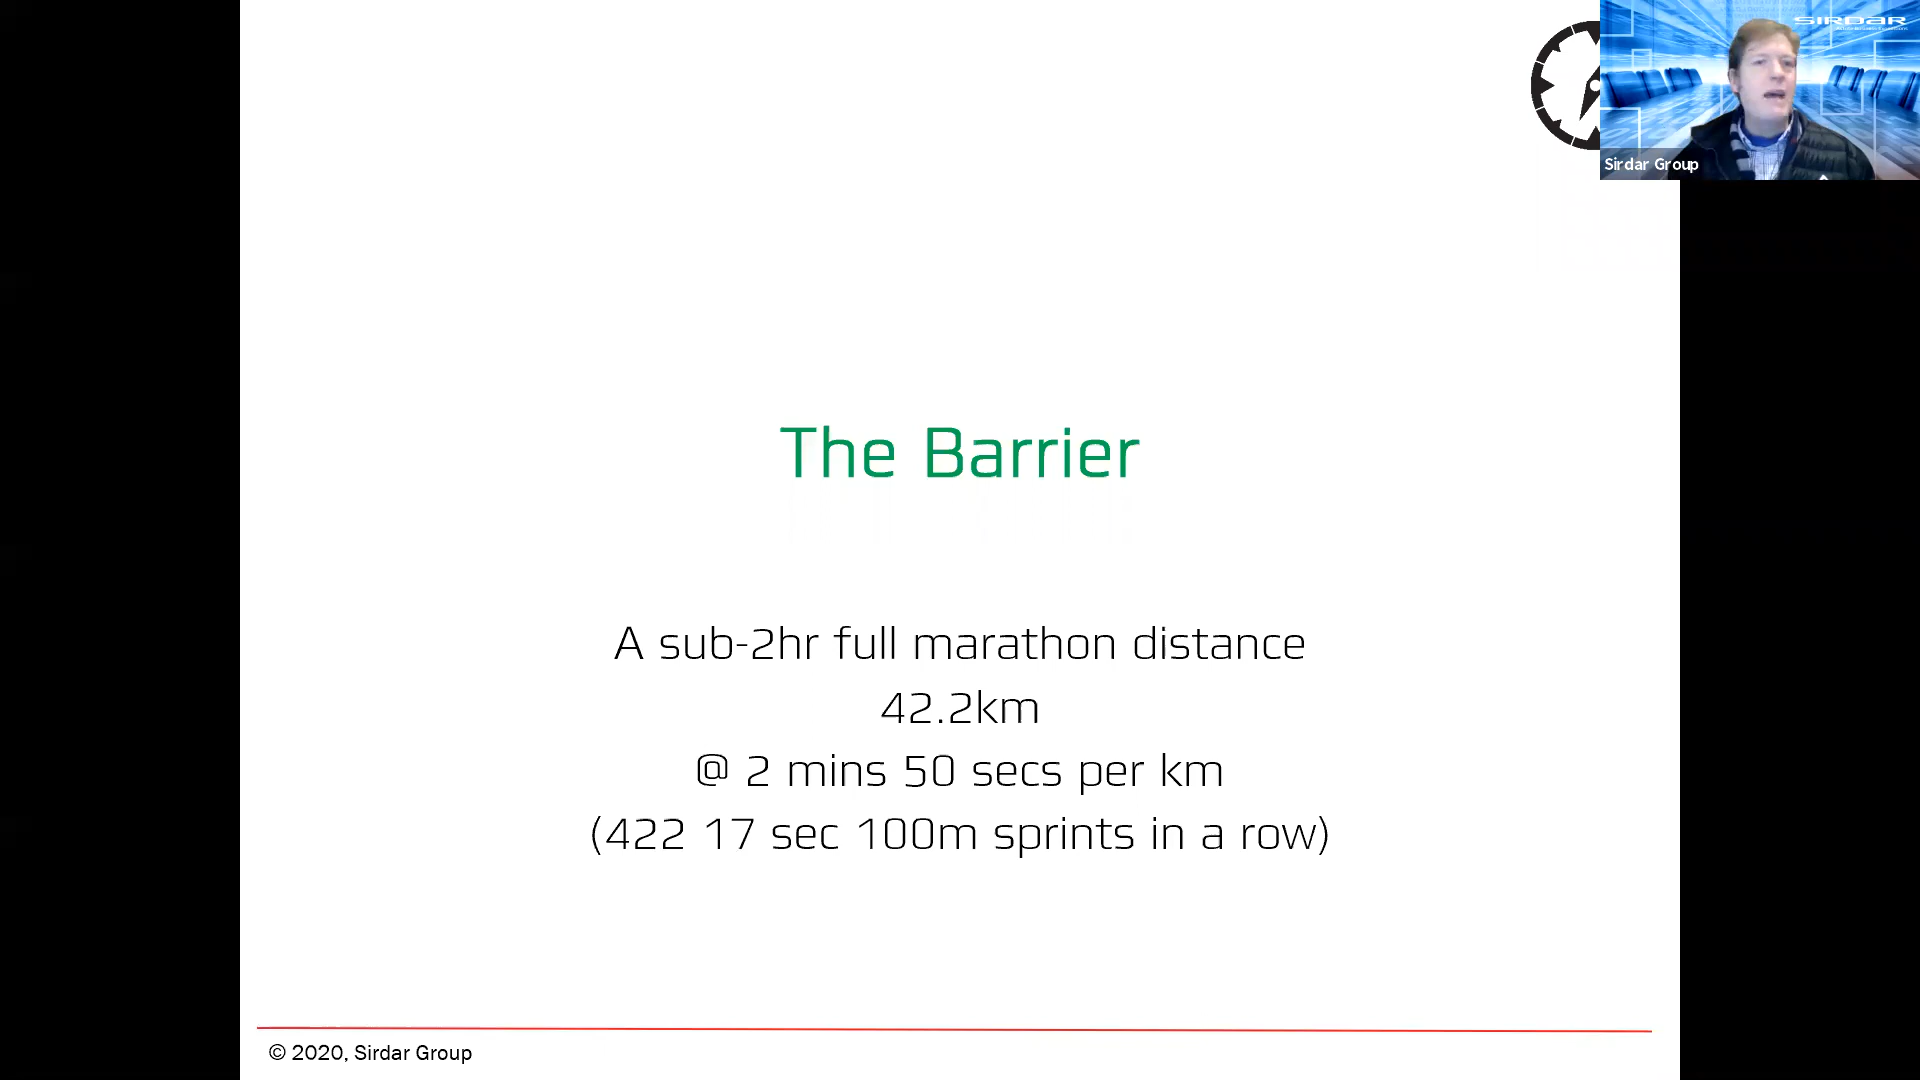 SIRDAR
Sirdar Group
The Barrier
A sub-2hr full marathon distance
42.2km
@ 2 mins 50 secs per km
(422 17 sec 100m sprints in a row)
© 2020, Sirdar Group